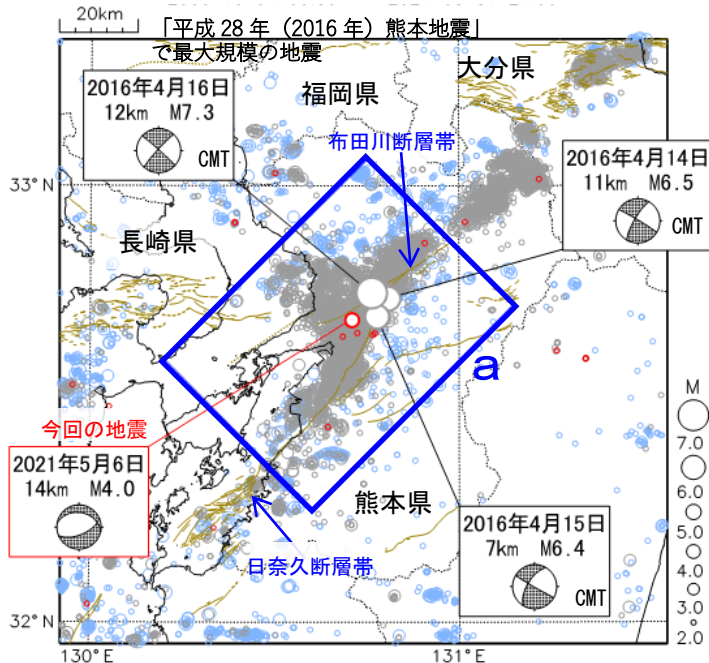 20km
「平成 28 年（2016 年）熊本地震」
で最大規模の地震
大分県
2016年4月16日
12km M7.3
CMT
福岡県
布田川断層帯
2016年4月14日
11km M6.5
CMT
33°N
長崎県
a
今回の地震
2021年5月6日
14km M4.0
熊本県
2016年4月15日
7km M6.4
CMT
日奈久断層帯
M
7.0
6.0
5.0
4.0
3.0
2.0
32°N
130°E
131°E